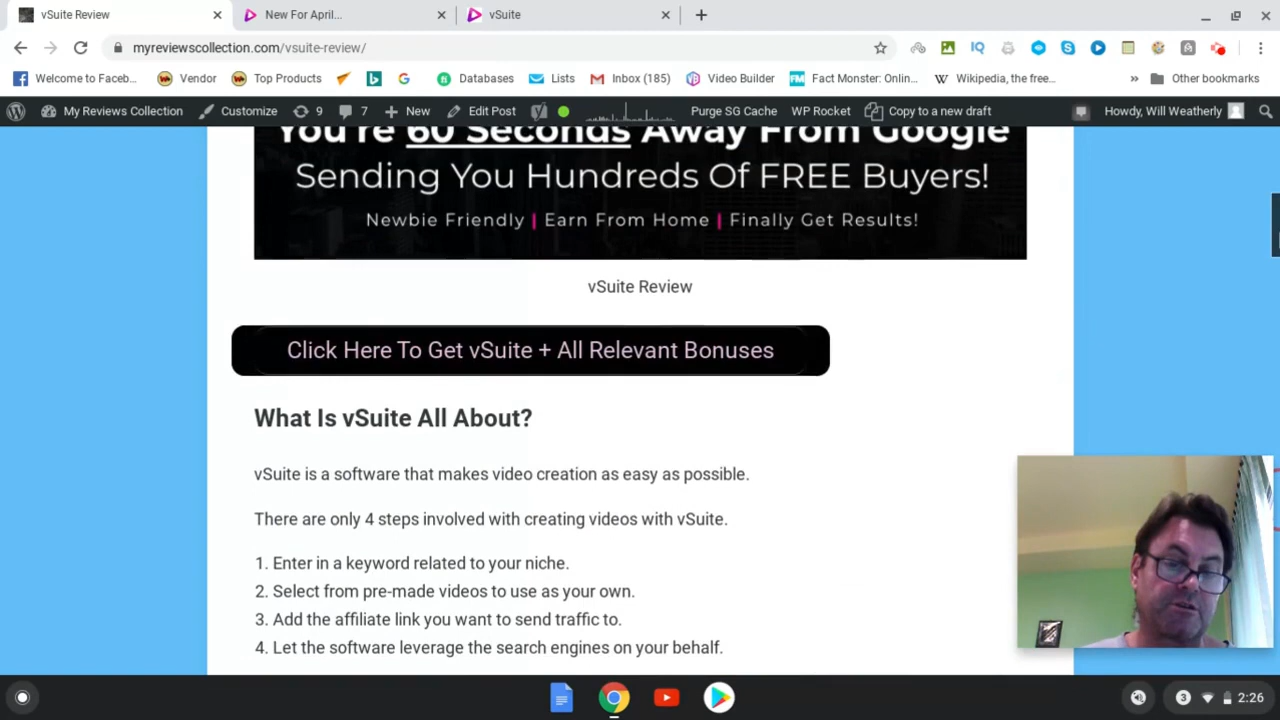 vSuite Review
New For April...
vSuite
myreviewscollection.com/vsuite-review/
Welcome to Faceb...
Vendor
Top Products
Databases
Lists
Inbox (185)
Video Builder
Fact Monster: Onlin...
Wikipedia, the free...
»
Other bookmarks
My Reviews Collection
Customize
9
7
New
Edit Post
Purge SG Cache
WP Rocket
Copy to a new draft
Howdy, Will Weatherly
You're 60 Seconds Away From Google
Sending You Hundreds Of FREE Buyers!
Newbie Friendly | Earn From Home | Finally Get Results!
vSuite Review
Click Here To Get vSuite + All Relevant Bonuses
What Is vSuite All About?
vSuite is a software that makes video creation as easy as possible.
There are only 4 steps involved with creating videos with vSuite.
1. Enter in a keyword related to your niche.
2. Select from pre-made videos to use as your own.
3. Add the affiliate link you want to send traffic to.
4. Let the software leverage the search engines on your behalf.
3
2:26